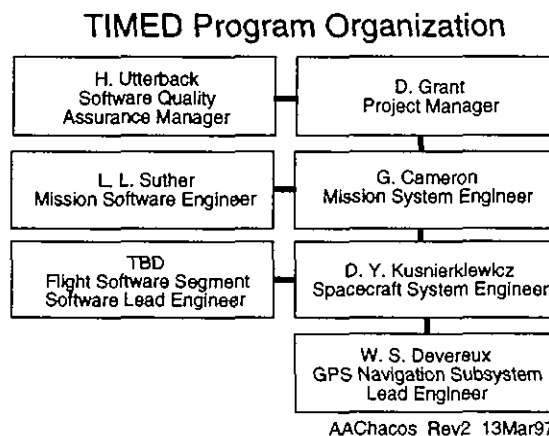 TIMED Program Organization
H. Utterback
Software Quality
Assurance Manager
D. Grant
Project Manager
L. L. Suther
Mission Software Engineer
G. Cameron
Mission System Engineer
TBD
Flight Software Segment
Software Lead Engineer
D. Y. Kusnierkiewicz
Spacecraft System Engineer
W. S. Devereux
GPS Navigation Subsystem
Lead Engineer
AAChacos Rev2 13Mar97